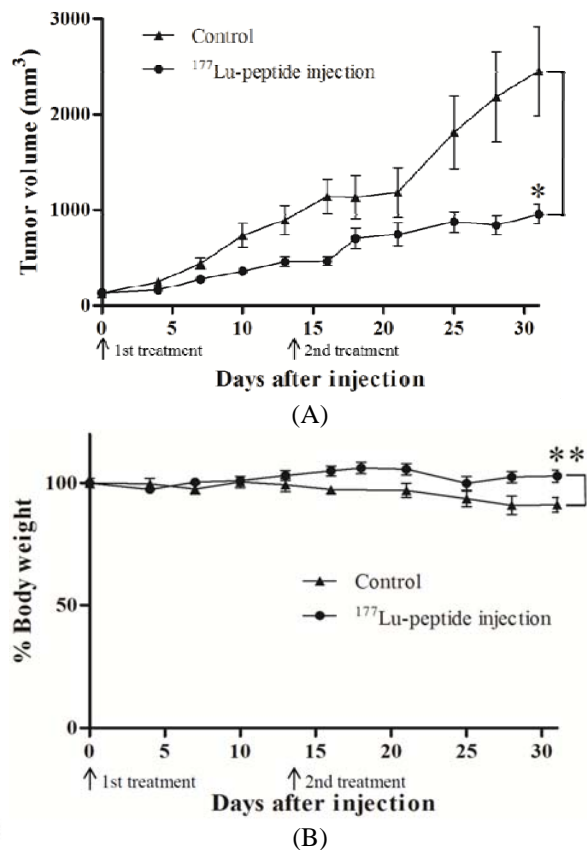 3000
Control
¹⁷⁷Lu-peptide injection
Tumor volume (mm³)
2000
1000
*
0
0 5 10 15 20 25 30
↑ 1st treatment ↑ 2nd treatment
Days after injection
(A)
**
100
% Body weight
Control
¹⁷⁷Lu-peptide injection
50
0
0 5 10 15 20 25 30
↑ 1st treatment ↑ 2nd treatment
Days after injection
(B)